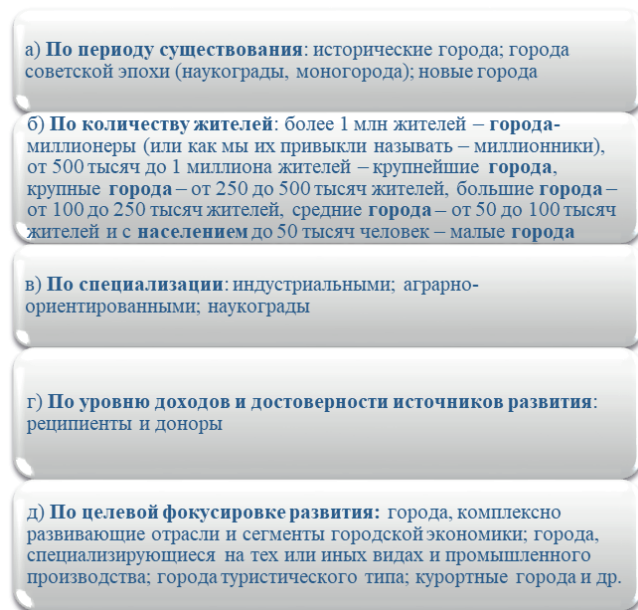 а) По периоду существования: исторические города; города
советской эпохи (наукограды, моногорода); новые города
б) По количеству жителей: более 1 млн жителей – города-
миллионеры (или как мы их привыкли называть – миллионники),
от 500 тысяч до 1 миллиона жителей – крупнейшие города,
крупные города – от 250 до 500 тысяч жителей, большие города –
от 100 до 250 тысяч жителей, средние города – от 50 до 100 тысяч
жителей и с населением до 50 тысяч человек – малые города
в) По специализации: индустриальными; аграрно-
ориентированными; наукограды
г) По уровню доходов и достоверности источников развития:
реципиенты и доноры
д) По целевой фокусировке развития: города, комплексно
развивающие отрасли и сегменты городской экономики; города,
специализирующиеся на тех или иных видах и промышленного
производства; города туристического типа; курортные города и др.